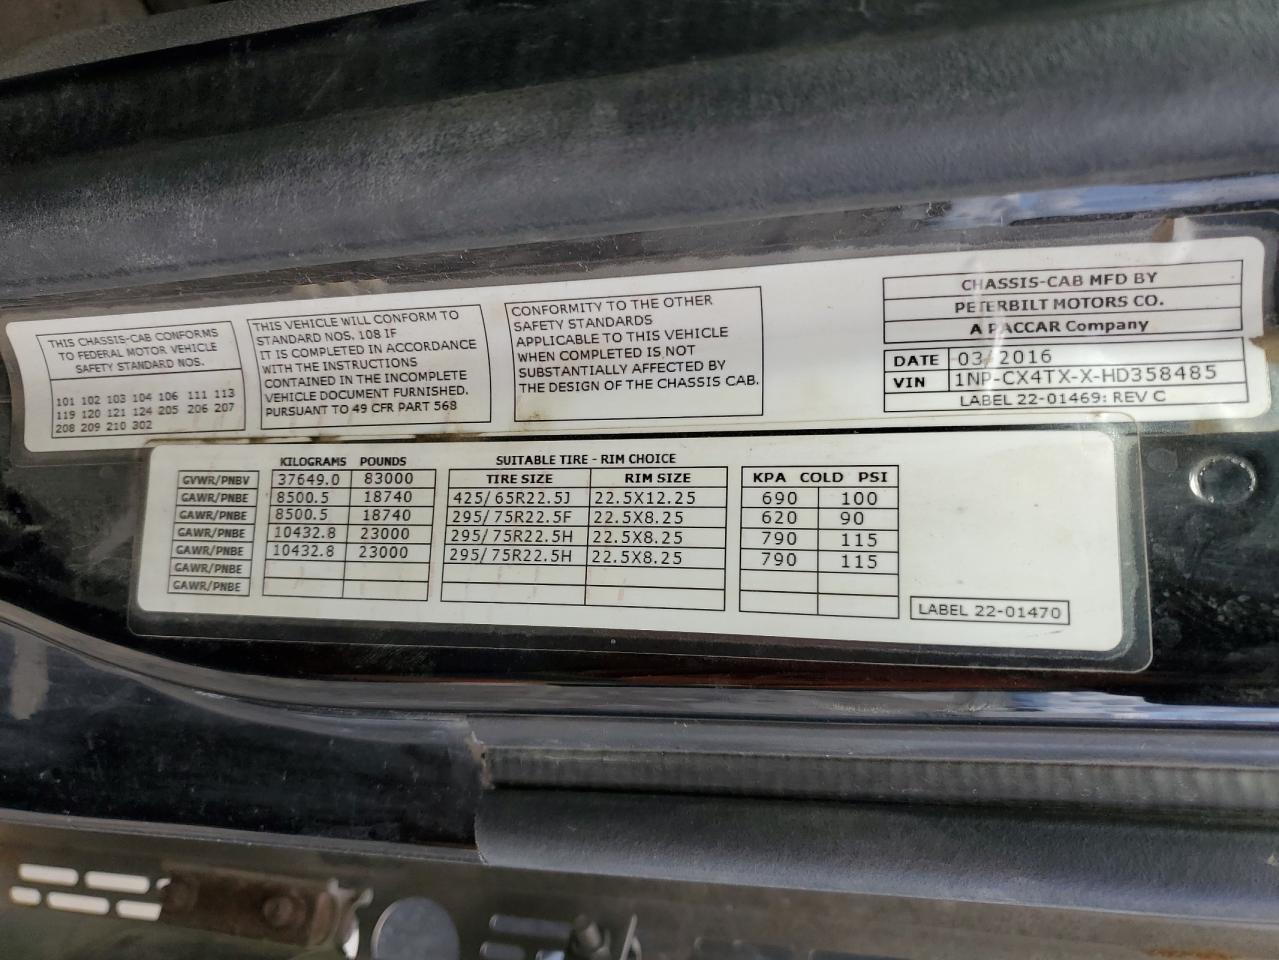 THIS CHASSIS-CAB CONFORMS
TO FEDERAL MOTOR VEHICLE
SAFETY STANDARD NOS.
101 102 103 104 106 111 113
119 120 121 124 205 206 207
208 209 210 302
THIS VEHICLE WILL CONFORM TO
STANDARD NOS. 108 IF
IT IS COMPLETED IN ACCORDANCE
WITH THE INSTRUCTIONS
CONTAINED IN THE INCOMPLETE
VEHICLE DOCUMENT FURNISHED.
PURSUANT TO 49 CFR PART 568
CONFORMITY TO THE OTHER
SAFETY STANDARDS
APPLICABLE TO THIS VEHICLE
WHEN COMPLETED IS NOT
SUBSTANTIALLY AFFECTED BY
THE DESIGN OF THE CHASSIS CAB.
CHASSIS-CAB MFD BY
PETERBILT MOTORS CO.
A PACCAR Company
DATE 03/2016
VIN 1NP-CX4TX-X-HD358485
LABEL 22-01469: REV C
KILOGRAMS POUNDS SUITABLE TIRE - RIM CHOICE
TIRE SIZE RIM SIZE KPA COLD PSI
GVWR/PNBV 37649.0 83000
GAWR/PNBE 8500.5 18740 425/65R22.5J 22.5X12.25 690 100
GAWR/PNBE 8500.5 18740 295/75R22.5F 22.5X8.25 620 90
GAWR/PNBE 10432.8 23000 295/75R22.5H 22.5X8.25 790 115
GAWR/PNBE 10432.8 23000 295/75R22.5H 22.5X8.25 790 115
GAWR/PNBE
GAWR/PNBE
LABEL 22-01470